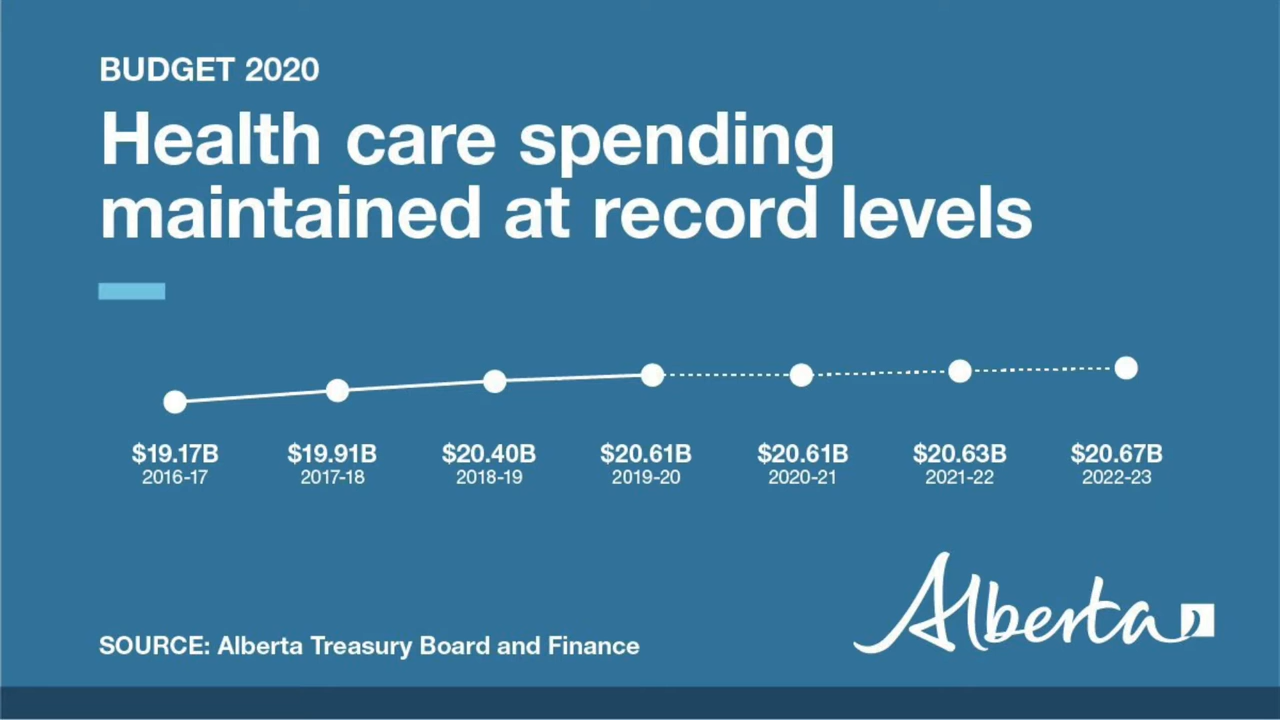 BUDGET 2020
Health care spending
maintained at record levels
$19.17B $19.91B $20.40B $20.61B $20.61B $20.63B $20.67B
2016-17 2017-18 2018-19 2019-20 2020-21 2021-22 2022-23
Alberta
SOURCE: Alberta Treasury Board and Finance